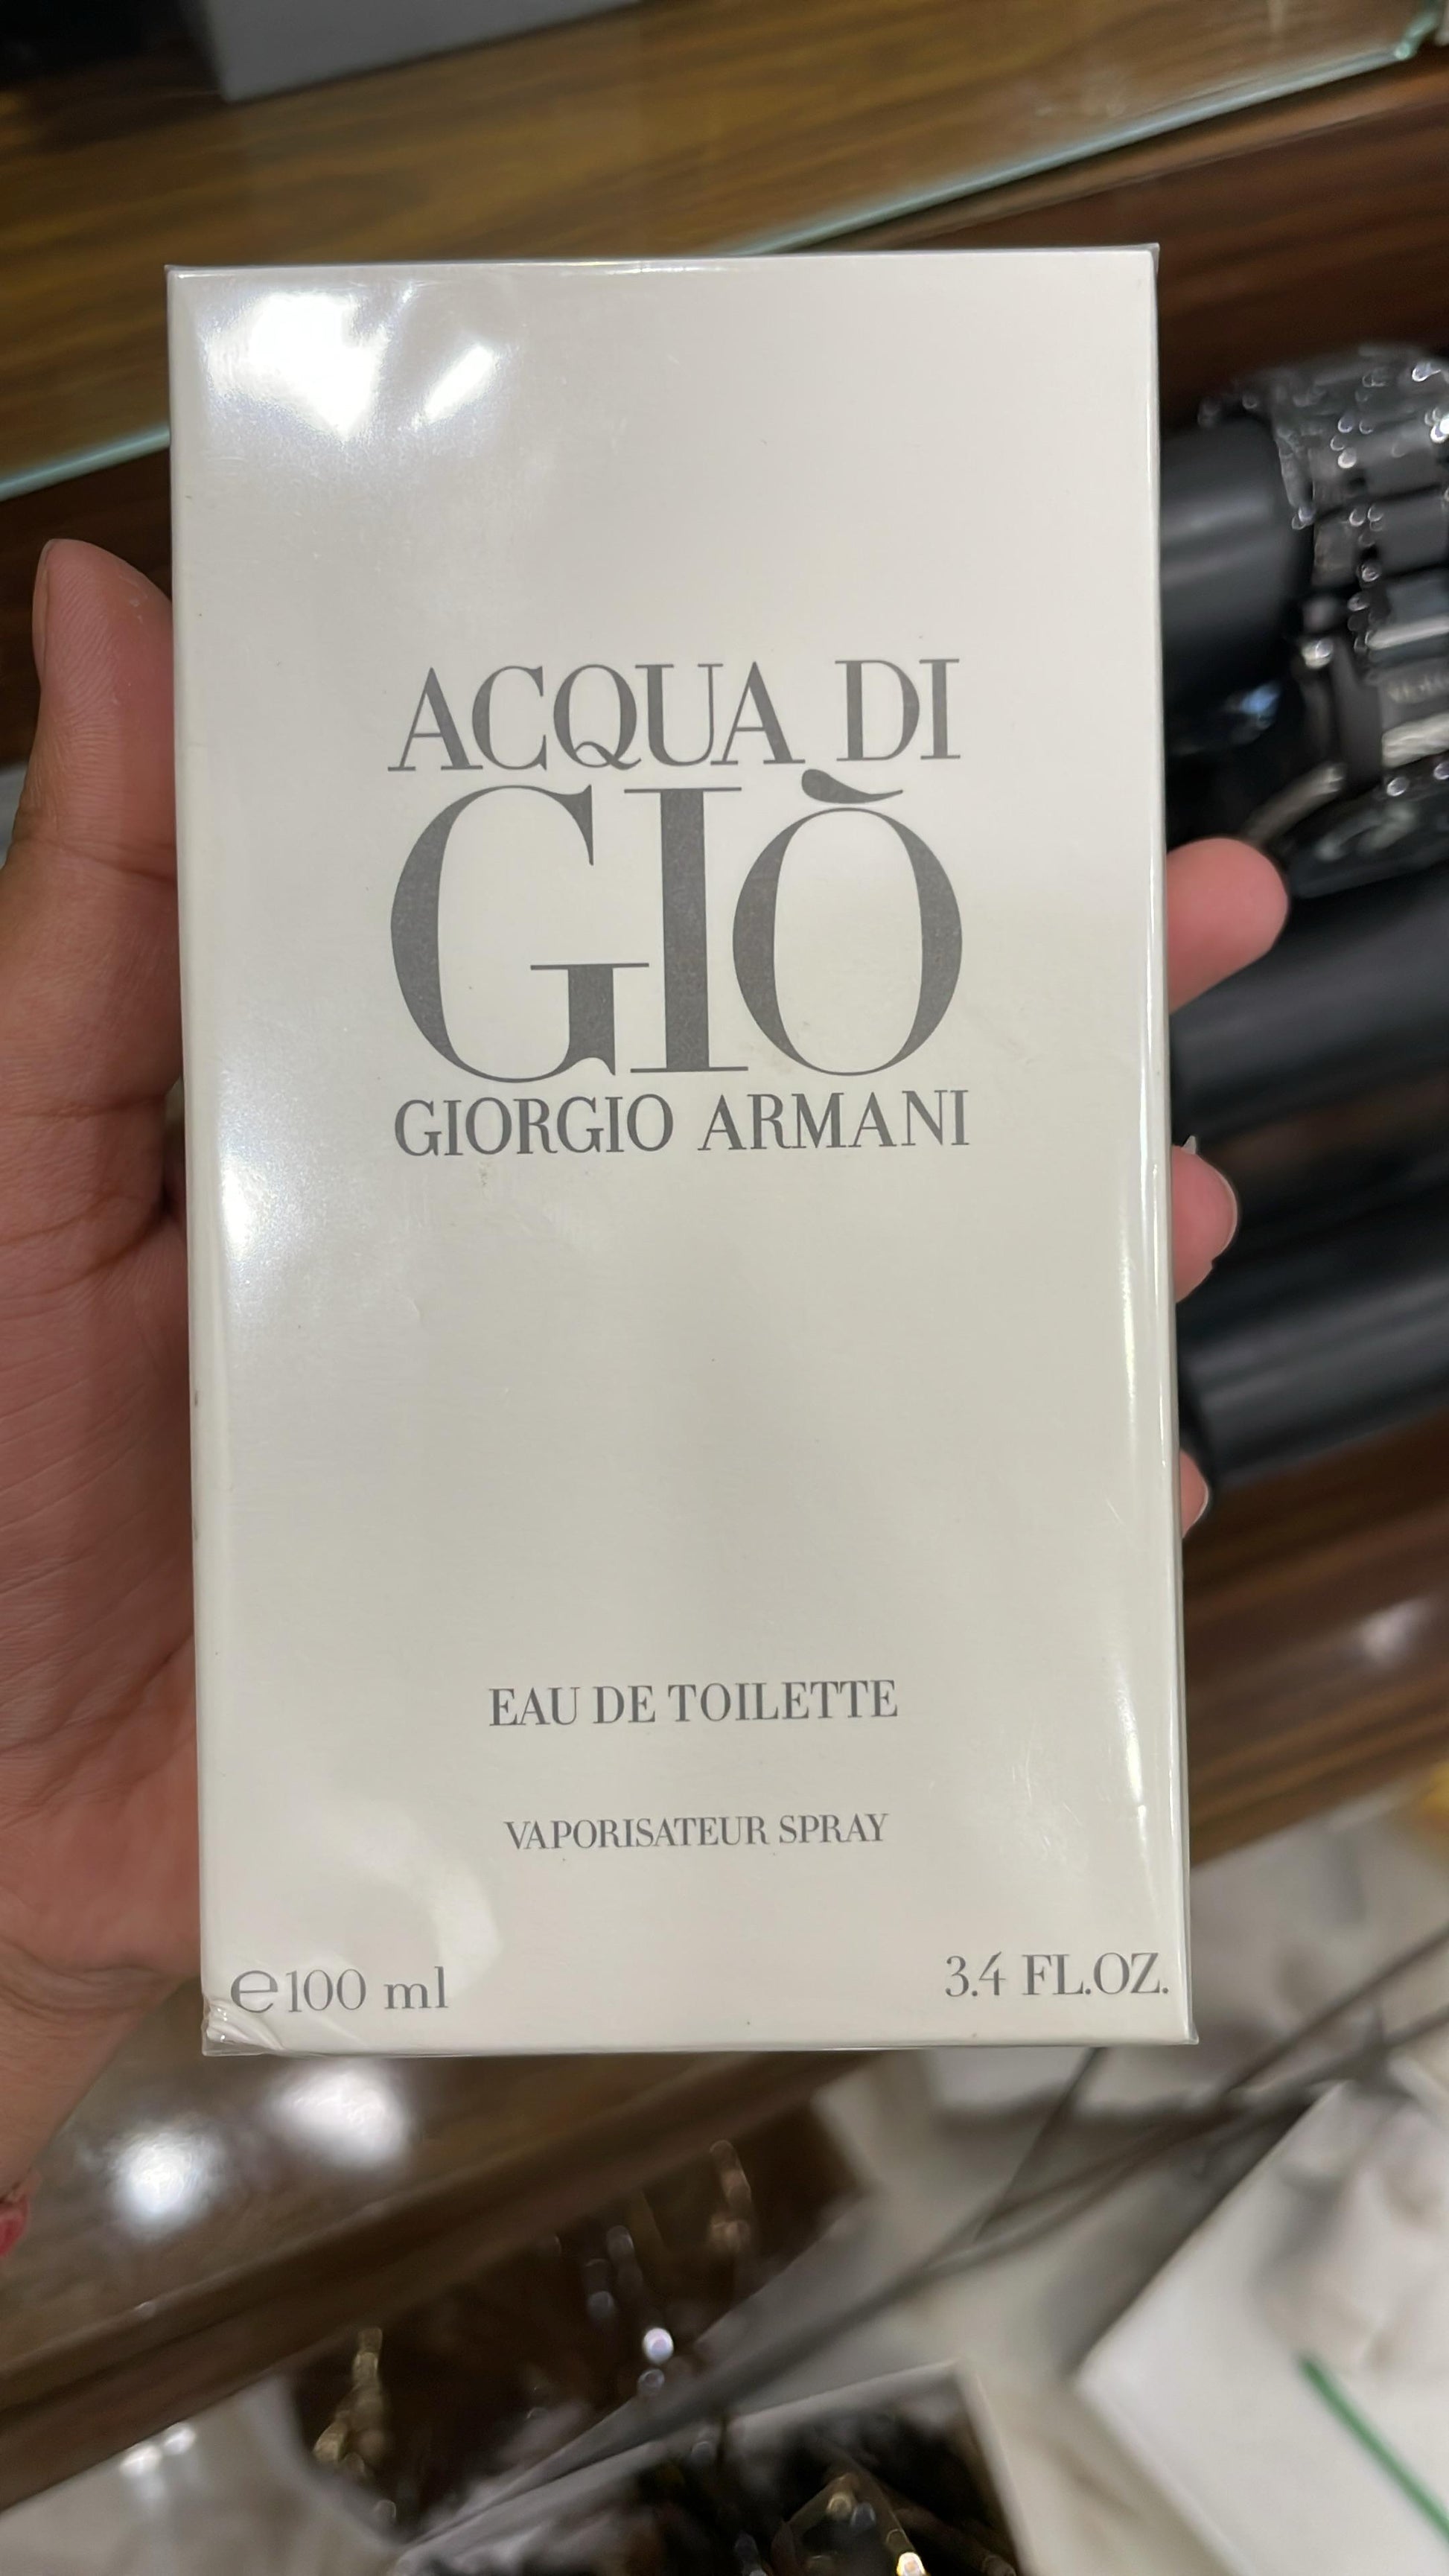 ACQUA DI
GIÒ
GIORGIO ARMANI
EAU DE TOILETTE
VAPORISATEUR SPRAY
℮100 ml
3.4 FL.OZ.